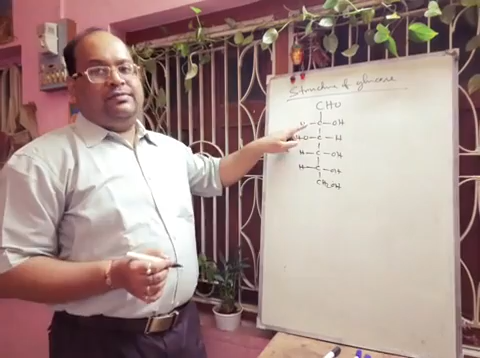 Structure of glucose
CHO
H — C — OH
HO — C — H
H — C — OH
H — C — OH
CH2OH